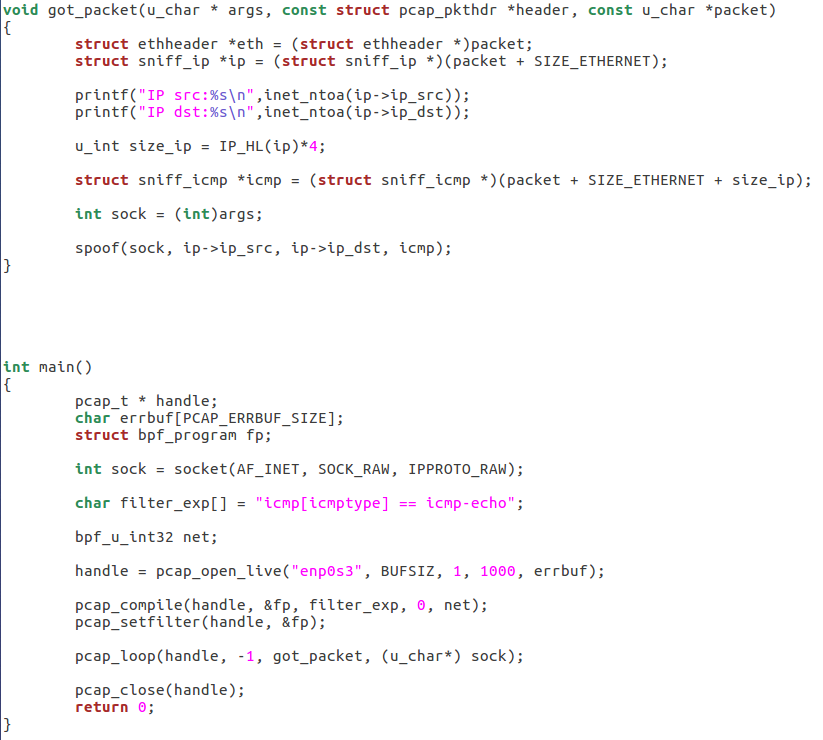 void got_packet(u_char * args, const struct pcap_pkthdr *header, const u_char *packet)
{
        struct ethheader *eth = (struct ethheader *)packet;
        struct sniff_ip *ip = (struct sniff_ip *)(packet + SIZE_ETHERNET);
        printf("IP src:%s\n",inet_ntoa(ip->ip_src));
        printf("IP dst:%s\n",inet_ntoa(ip->ip_dst));
        u_int size_ip = IP_HL(ip)*4;
        struct sniff_icmp *icmp = (struct sniff_icmp *)(packet + SIZE_ETHERNET + size_ip);
        int sock = (int)args;
        spoof(sock, ip->ip_src, ip->ip_dst, icmp);
}
int main()
{
        pcap_t * handle;
        char errbuf[PCAP_ERRBUF_SIZE];
        struct bpf_program fp;
        int sock = socket(AF_INET, SOCK_RAW, IPPROTO_RAW);
        char filter_exp[] = "icmp[icmptype] == icmp-echo";
        bpf_u_int32 net;
        handle = pcap_open_live("enp0s3", BUFSIZ, 1, 1000, errbuf);
        pcap_compile(handle, &fp, filter_exp, 0, net);
        pcap_setfilter(handle, &fp);
        pcap_loop(handle, -1, got_packet, (u_char*) sock);
        pcap_close(handle);
        return 0;
}